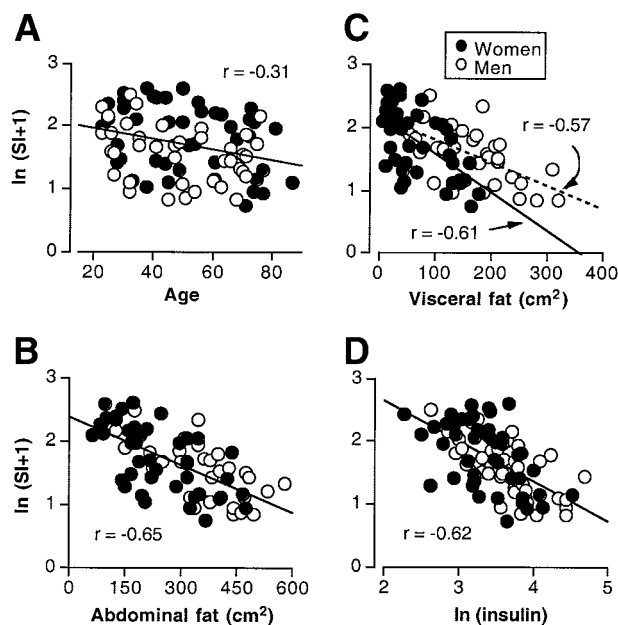 A
ln (SI+1)
3
2
1
0
r = -0.31
20 40 60 80
Age
C
Women
Men
3
2
1
0
r = -0.57
r = -0.61
0 100 200 300 400
Visceral fat (cm²)
B
ln (SI+1)
3
2
1
0
r = -0.65
0 150 300 450 600
Abdominal fat (cm²)
D
3
2
1
0
r = -0.62
2 3 4 5
ln (insulin)